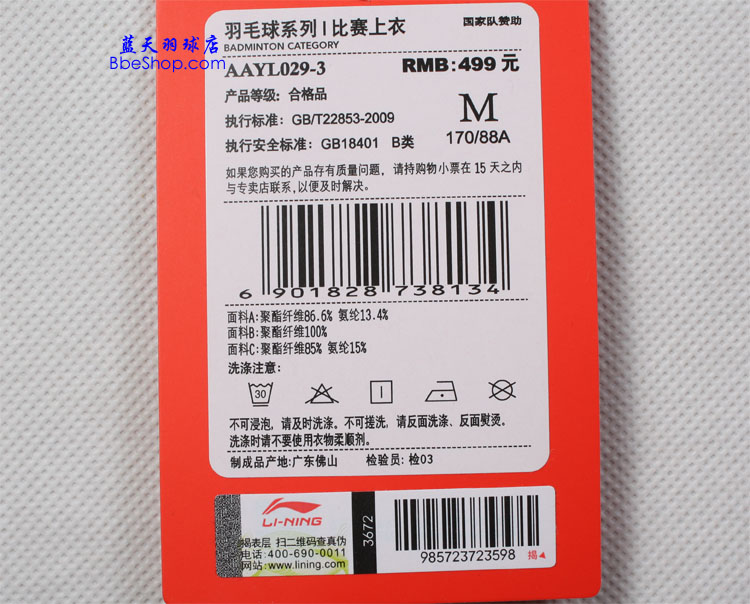 蓝天羽球店
BbeShop.com
羽毛球系列 | 比赛上衣
国家队赞助
BADMINTON CATEGORY
AAYL029-3
RMB:499 元
产品等级: 合格品
执行标准: GB/T22853-2009
M
执行安全标准: GB18401 B类
170/88A
如果您购买的产品存有质量问题, 请持购物小票在 15 天之内
与专卖店联系, 以便及时解决。
6 901828 738134
面料A:聚酯纤维86.6% 氨纶13.4%
面料B:聚酯纤维100%
面料C:聚酯纤维85% 氨纶15%
洗涤注意:
30
不可浸泡, 请及时洗涤。不可搓洗, 请反面洗涤、反面熨烫。
洗涤时请不要使用衣物柔顺剂。
制成品产地:广东佛山 检验员: 检03
LI-NING
揭表层 扫二维码查真伪
电话:400-690-0011
网站:www.lining.com
3672
985723723598
揭